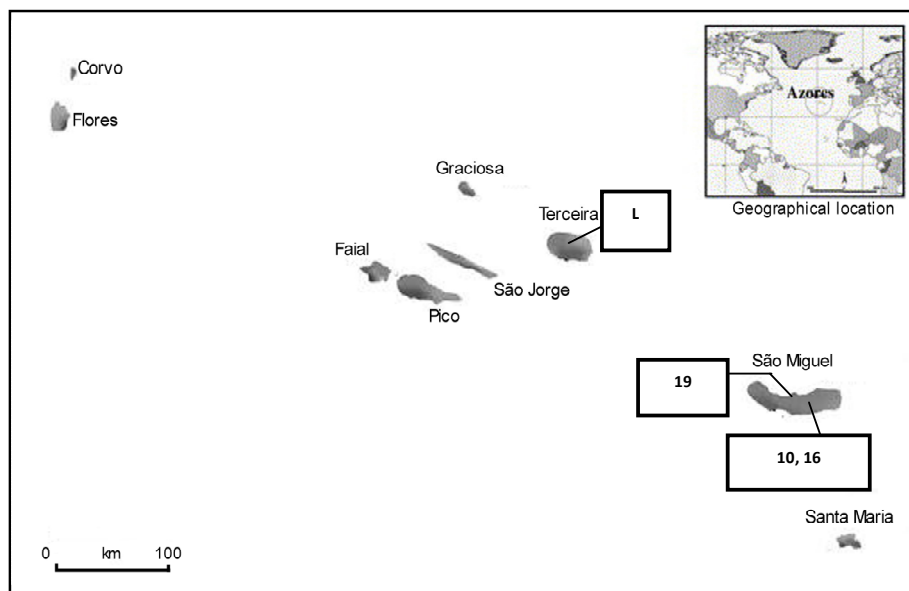 Corvo
Flores
Azores
Geographical location
Graciosa
Terceira
L
Faial
São Jorge
Pico
São Miguel
19
10, 16
Santa Maria
0 km 100